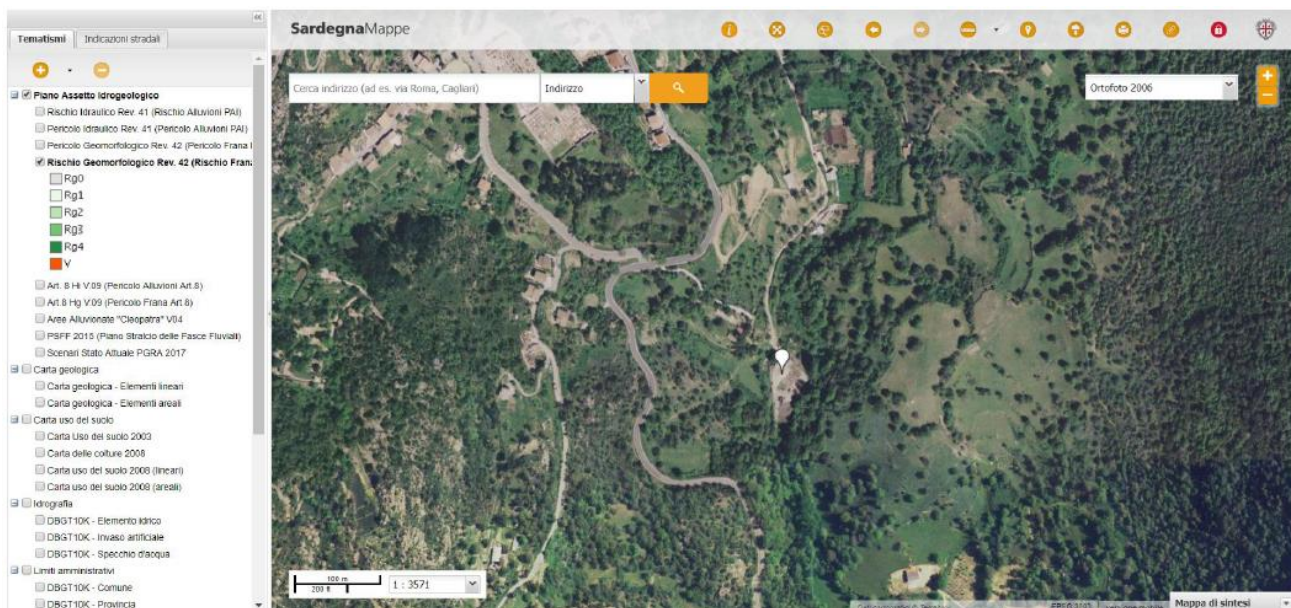 Tematismi
Indicazioni stradali
Piano Assetto Idrogeologico
Rischio Idraulico Rev. 41 (Rischio Alluvioni PAI)
Pericolo Idraulico Rev. 41 (Pericolo Alluvioni PAI)
Pericolo Geomorfologico Rev. 42 (Pericolo Frana
Rischio Geomorfologico Rev. 42 (Rischio Fran
Rg0
Rg1
Rg2
Rg3
Rg4
V
Art. 8 Hi V.09 (Pericolo Alluvioni Art.8)
Art.8 Hg V.09 (Pericolo Frana Art.8)
Aree Alluvionate "Cleopatra" V04
PSFF 2015 (Piano Stralcio delle Fasce Fluviali)
Scenari Stato Attuale PGRA 2017
Carta geologica
Carta geologica - Elementi lineari
Carta geologica - Elementi areali
Carta uso del suolo
Carta Uso del suolo 2003
Carta delle colture 2008
Carta uso del suolo 2008 (lineari)
Carta uso del suolo 2008 (areali)
Idrografia
DBGT10K - Elemento idrico
DBGT10K - Invaso artificiale
DBGT10K - Specchio d'acqua
Limiti amministrativi
DBGT10K - Comune
DBGT10K - Provincia
SardegnaMappe
Cerca indirizzo (ad es. via Roma, Cagliari)
Indirizzo
Ortofoto 2006
100 m
200 ft
1 : 3571
Mappa di sintesi